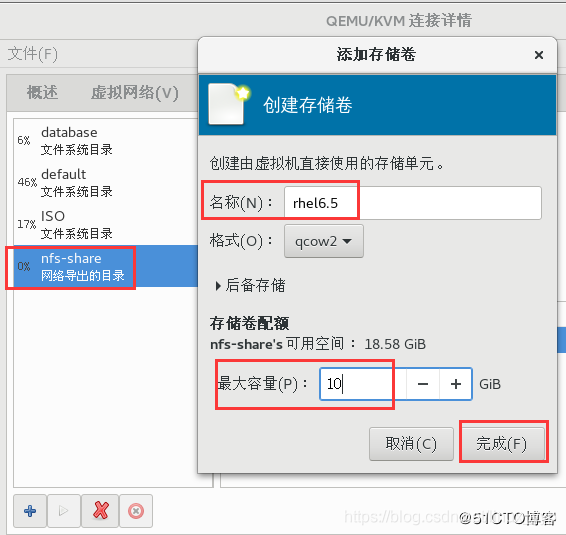 QEMU/KVM 连接详情
文件(F)
添加存储卷
概述
虚拟网络(V)
创建存储卷
6% database
文件系统目录
46% default
文件系统目录
17% ISO
文件系统目录
0% nfs-share
网络导出的目录
创建由虚拟机直接使用的存储单元。
名称(N)： rhel6.5
格式(O)： qcow2
后备存储
存储卷配额
nfs-share's 可用空间： 18.58 GiB
最大容量(P)： 10 GiB
取消(C) 完成(F)
@51CTO博客